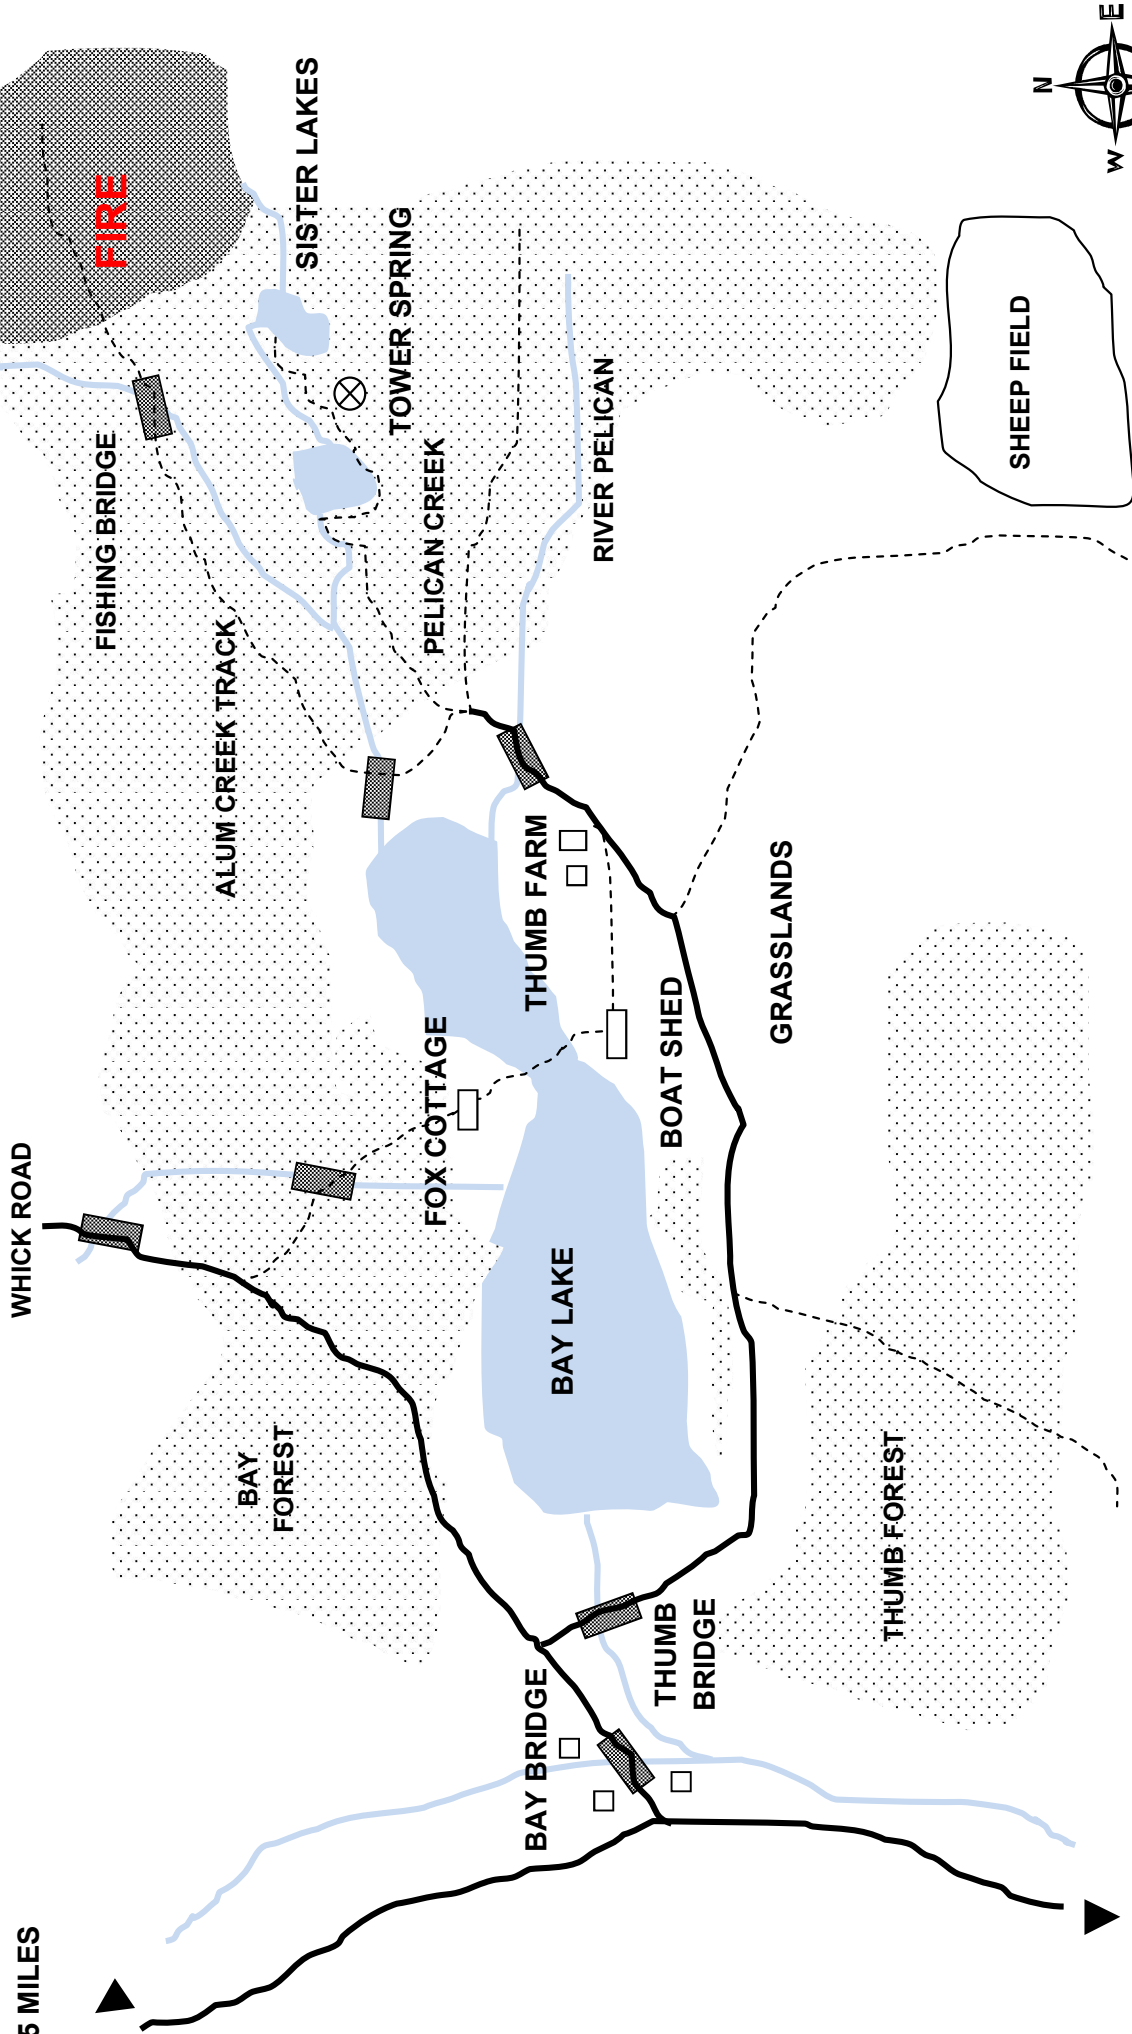 5 MILES
WHICK ROAD
FISHING BRIDGE
FIRE
ALUM CREEK TRACK
BAY
FOREST
SISTER LAKES
TOWER SPRING
FOX COTTAGE
PELICAN CREEK
BAY BRIDGE
THUMB FARM
BAY LAKE
RIVER PELICAN
THUMB
BRIDGE
BOAT SHED
GRASSLANDS
THUMB FOREST
SHEEP FIELD
N
W
E